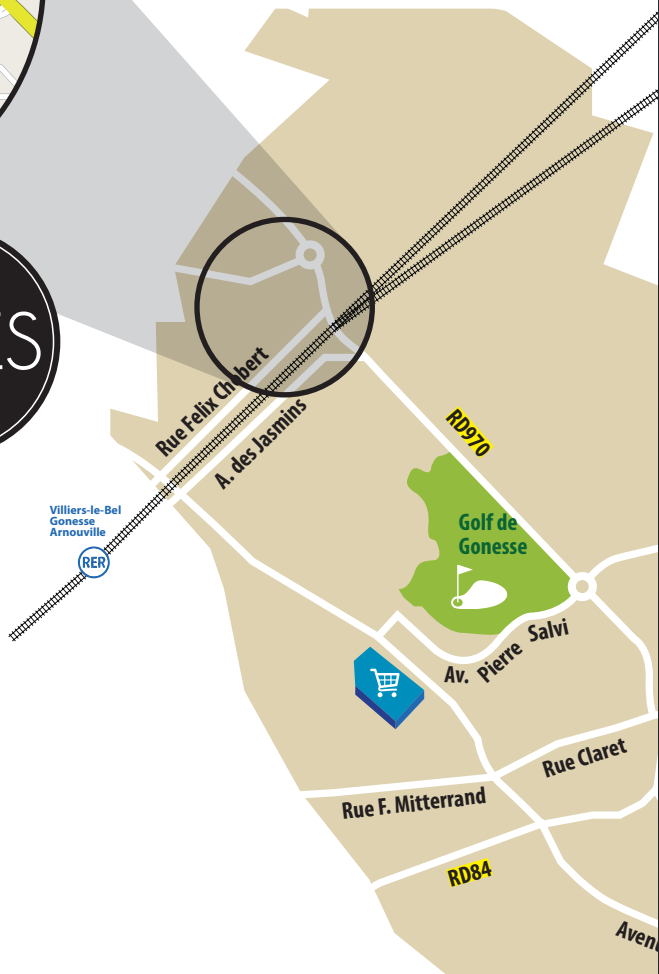 Rue Felix Chobert
A. des Jasmins
RD970
Villiers-le-Bel
Gonesse
Arnouville
RER
Golf de
Gonesse
Av. Pierre Salvi
Rue Claret
Rue F. Mitterrand
RD84